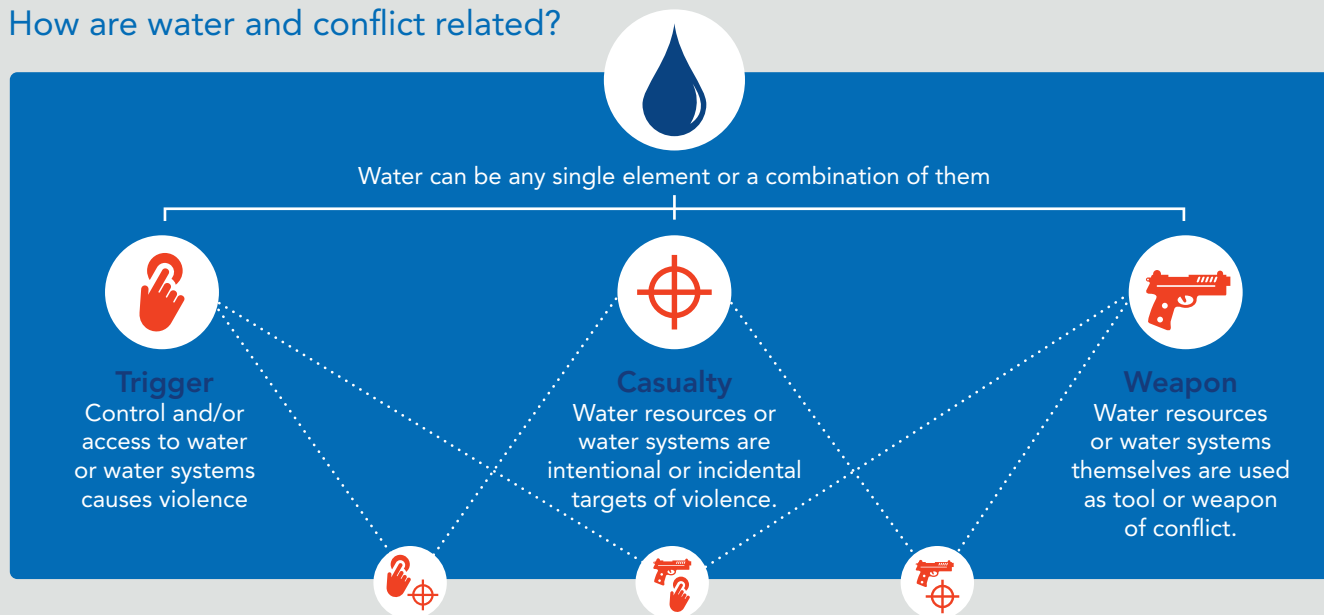 How are water and conflict related?
Water can be any single element or a combination of them
Trigger
Control and/or
access to water
or water systems
causes violence
Casualty
Water resources or
water systems are
intentional or incidental
targets of violence.
Weapon
Water resources
or water systems
themselves are used
as tool or weapon
of conflict.